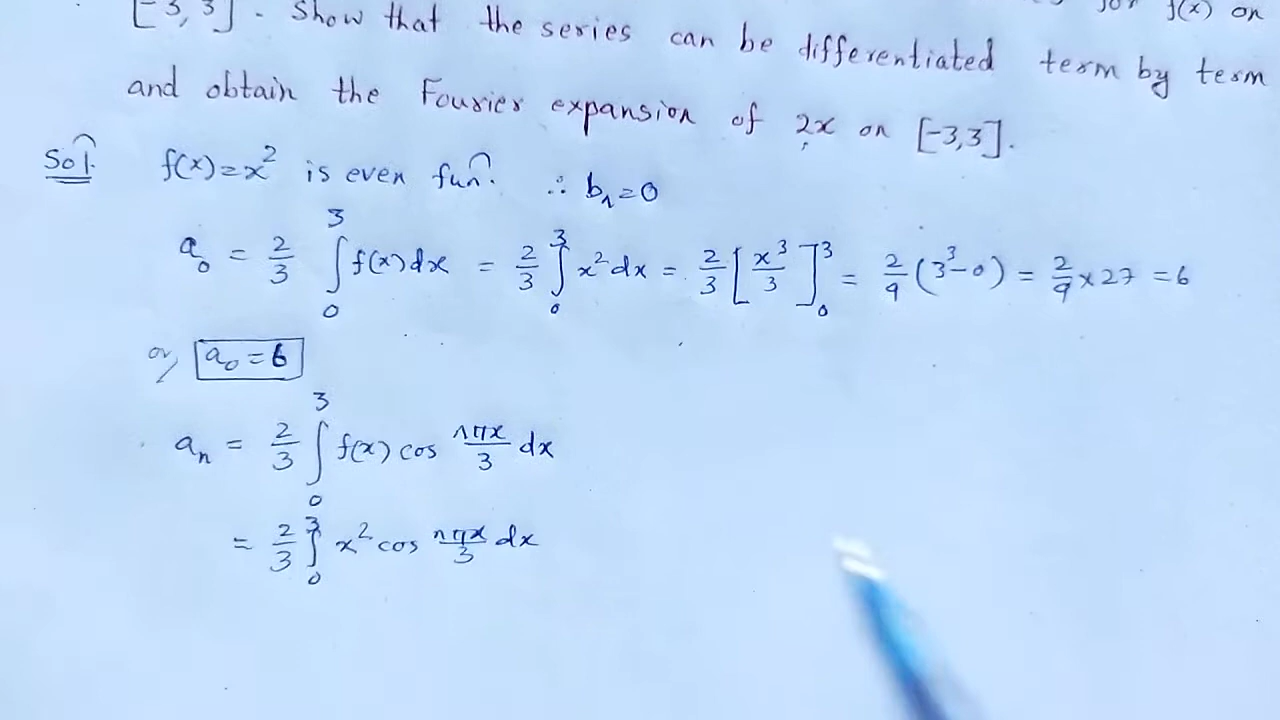 [-3, 3]. Show that the series can be differentiated term by term for f(x) on
and obtain the Fourier expansion of 2x on [-3,3].
Sol. f(x)=x² is even fun. ∴ bₙ=0
a₀ = 2/3 ∫₀³ f(x)dx = 2/3 ∫₀³ x²dx = 2/3 [x³/3]₀³ = 2/9 (3³-0) = 2/9 × 27 = 6
or, a₀=6
aₙ = 2/3 ∫₀³ f(x) cos nπx/3 dx
= 2/3 ∫₀³ x² cos nπx/3 dx